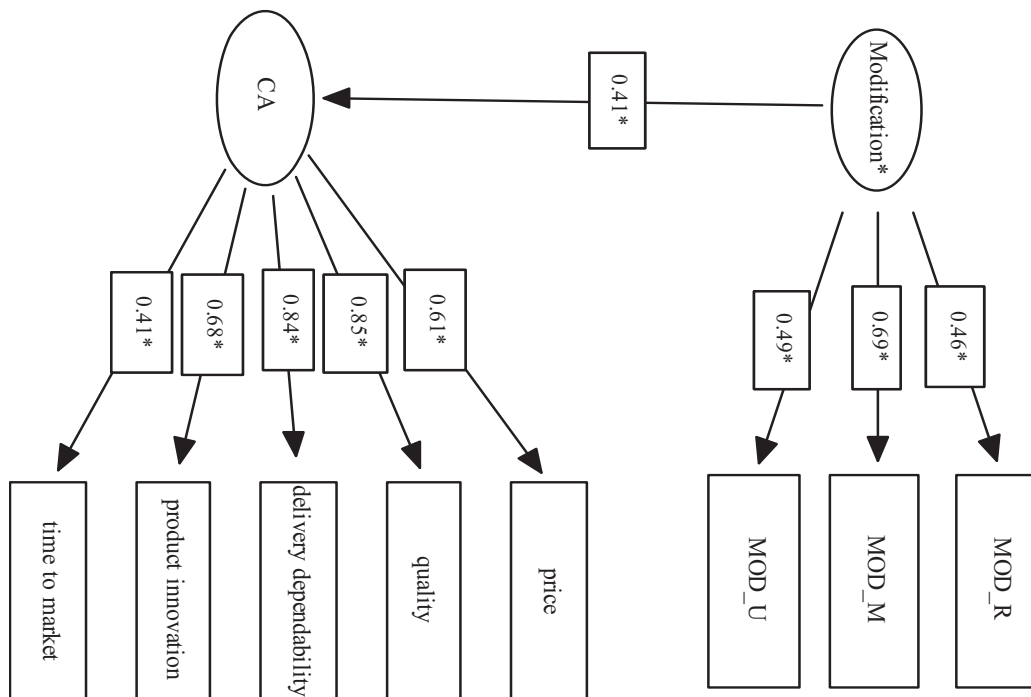 MOD_R
0.46*
Modification*
0.69*
MOD_M
0.49*
MOD_U
0.41*
price
0.61*
quality
0.85*
CA
0.84*
delivery dependability
0.68*
product innovation
0.41*
time to market